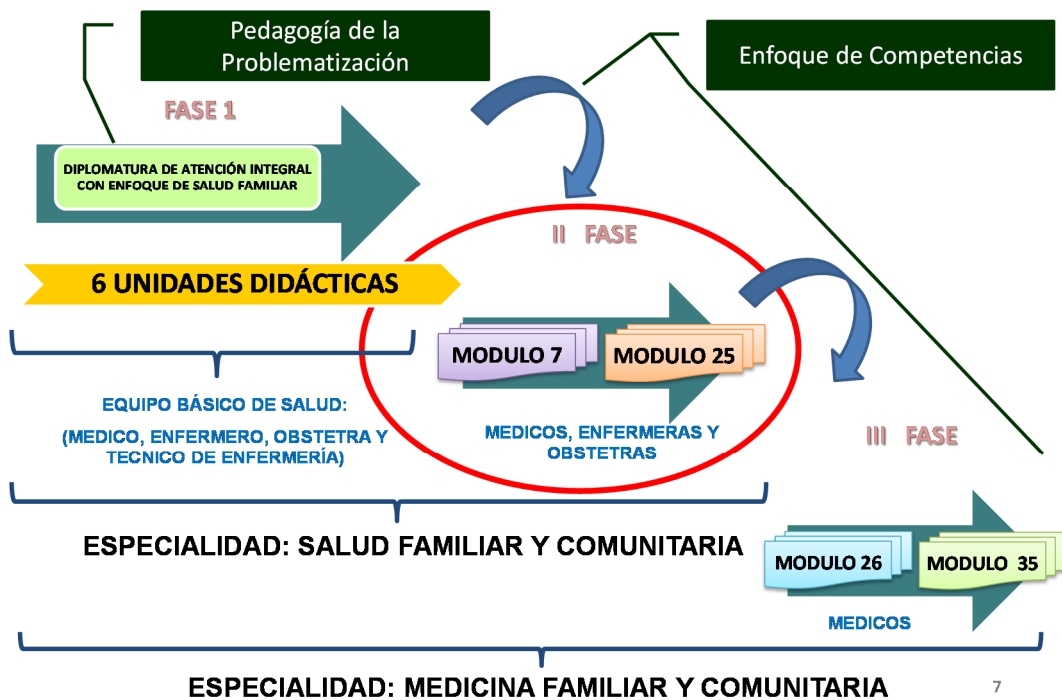 Pedagogía de la
Problematización
Enfoque de Competencias
FASE 1
DIPLOMATURA DE ATENCIÓN INTEGRAL
CON ENFOQUE DE SALUD FAMILIAR
6 UNIDADES DIDÁCTICAS
II FASE
MODULO 7
MODULO 25
EQUIPO BÁSICO DE SALUD:
(MEDICO, ENFERMERO, OBSTETRA Y
TECNICO DE ENFERMERÍA)
MEDICOS, ENFERMERAS Y
OBSTETRAS
III FASE
ESPECIALIDAD: SALUD FAMILIAR Y COMUNITARIA
MODULO 26
MODULO 35
MEDICOS
ESPECIALIDAD: MEDICINA FAMILIAR Y COMUNITARIA
7